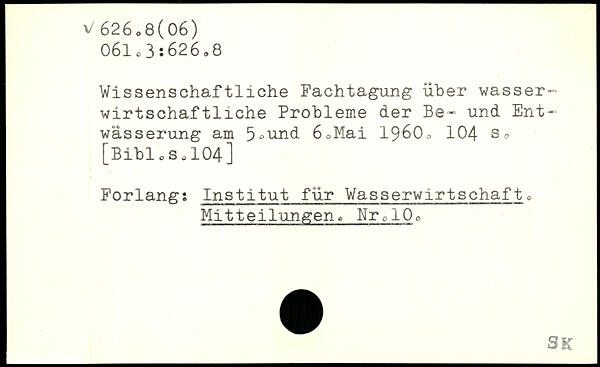 √ 626.8(06)
061.3:626.8
Wissenschaftliche Fachtagung über wasser-
wirtschaftliche Probleme der Be- und Ent-
wässerung am 5.und 6.Mai 1960. 104 s.
[Bibl.s.104]
Forlang: Institut für Wasserwirtschaft.
Mitteilungen. Nr.10.
SK